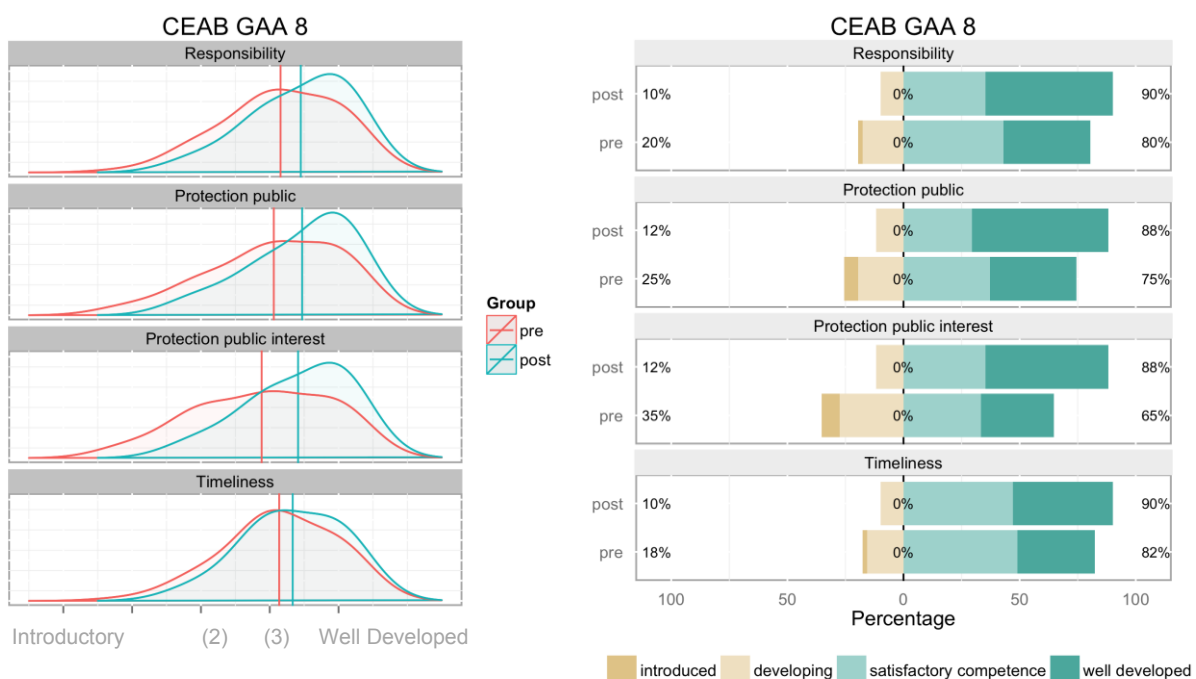 CEAB GAA 8
Responsibility
Protection public
Protection public interest
Timeliness
Introductory (2) (3) Well Developed
Group
pre
post
CEAB GAA 8
Responsibility
post 10% 0% 90%
pre 20% 0% 80%
Protection public
post 12% 0% 88%
pre 25% 0% 75%
Protection public interest
post 12% 0% 88%
pre 35% 0% 65%
Timeliness
post 10% 0% 90%
pre 18% 0% 82%
100 50 0 50 100
Percentage
introduced developing satisfactory competence well developed